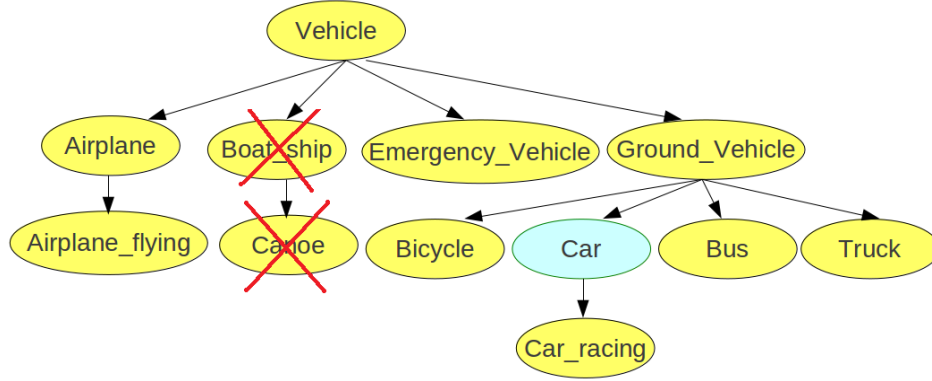 Vehicle
Airplane
Boat_ship
Emergency_Vehicle
Ground_Vehicle
Airplane_flying
Canoe
Bicycle
Car
Bus
Truck
Car_racing